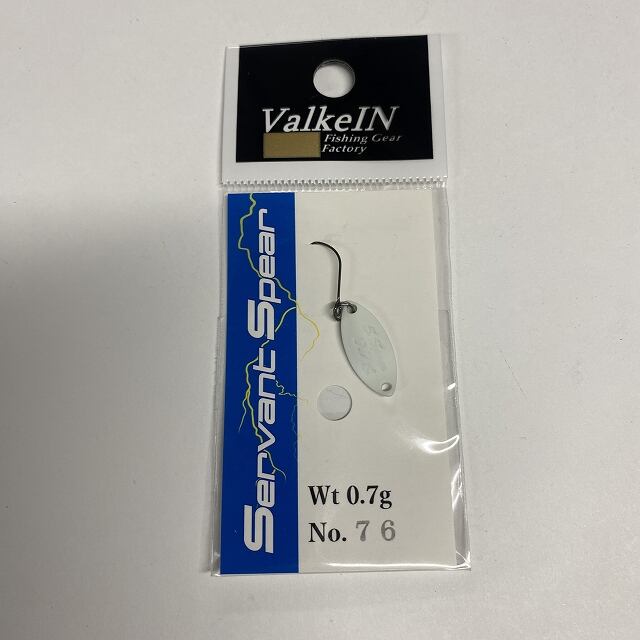 ValkeIN
Fishing Gear
Factory
Servant Spear
Wt 0.7g
No. 76